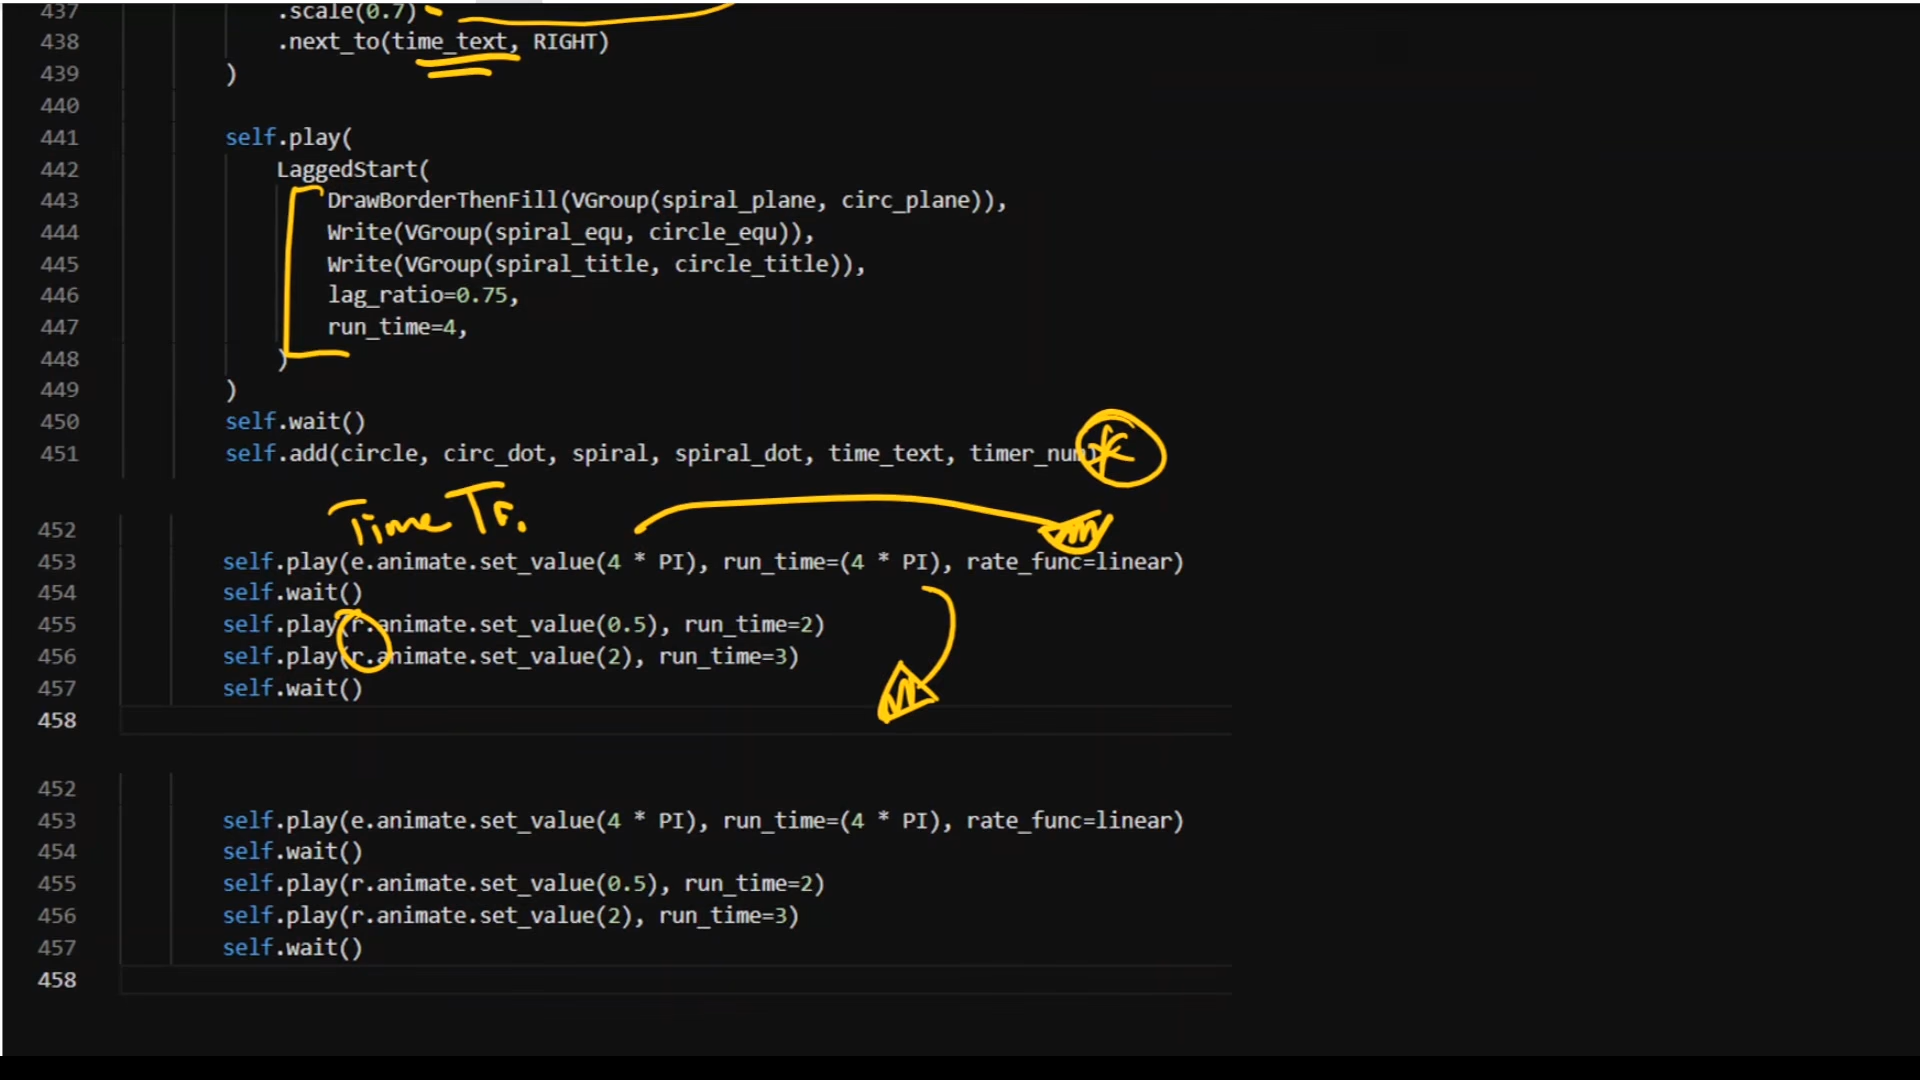 437 .scale(0.7)
438 .next_to(time_text, RIGHT)
439 )
440
441 self.play(
442 LaggedStart(
443 DrawBorderThenFill(VGroup(spiral_plane, circ_plane)),
444 Write(VGroup(spiral_equ, circle_equ)),
445 Write(VGroup(spiral_title, circle_title)),
446 lag_ratio=0.75,
447 run_time=4,
448 )
449 )
450 self.wait()
451 self.add(circle, circ_dot, spiral, spiral_dot, time_text, timer_num)
Time Tr.
452
453 self.play(e.animate.set_value(4 * PI), run_time=(4 * PI), rate_func=linear)
454 self.wait()
455 self.play(r.animate.set_value(0.5), run_time=2)
456 self.play(r.animate.set_value(2), run_time=3)
457 self.wait()
458
452
453 self.play(e.animate.set_value(4 * PI), run_time=(4 * PI), rate_func=linear)
454 self.wait()
455 self.play(r.animate.set_value(0.5), run_time=2)
456 self.play(r.animate.set_value(2), run_time=3)
457 self.wait()
458